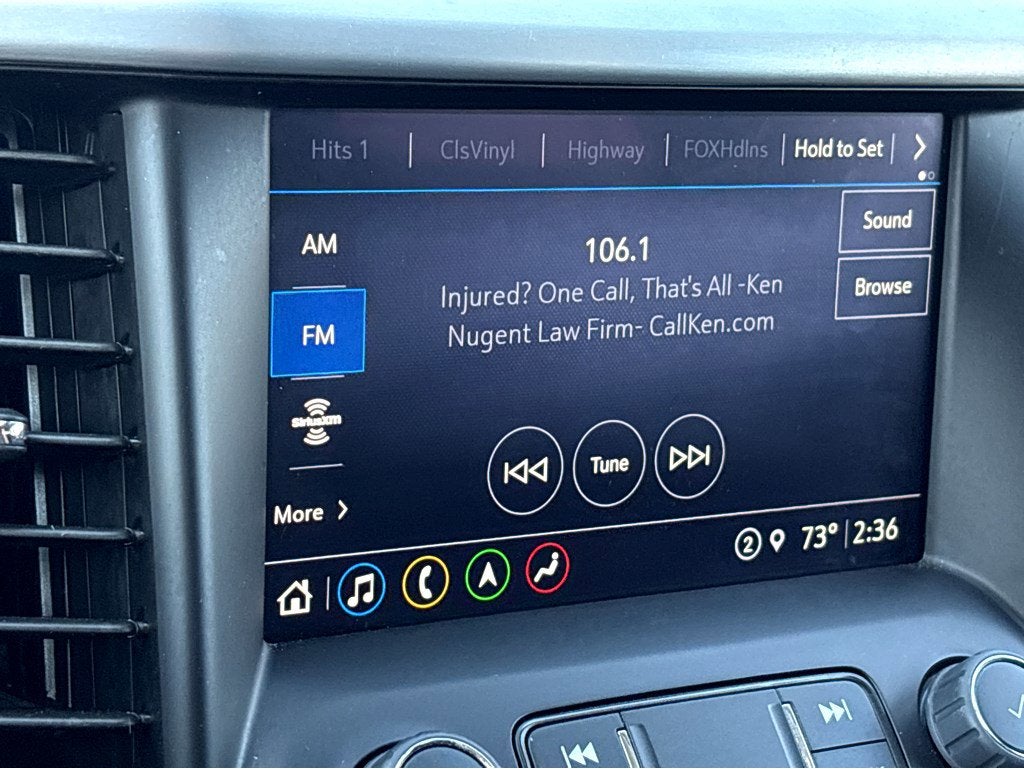 Hits 1 | ClsVinyl | Highway | FOXHdlns | Hold to Set
Sound
AM
106.1
Injured? One Call, That's All -Ken
Browse
FM
Nugent Law Firm- CallKen.com
SiriusXM
Tune
More
2 73° 2:36